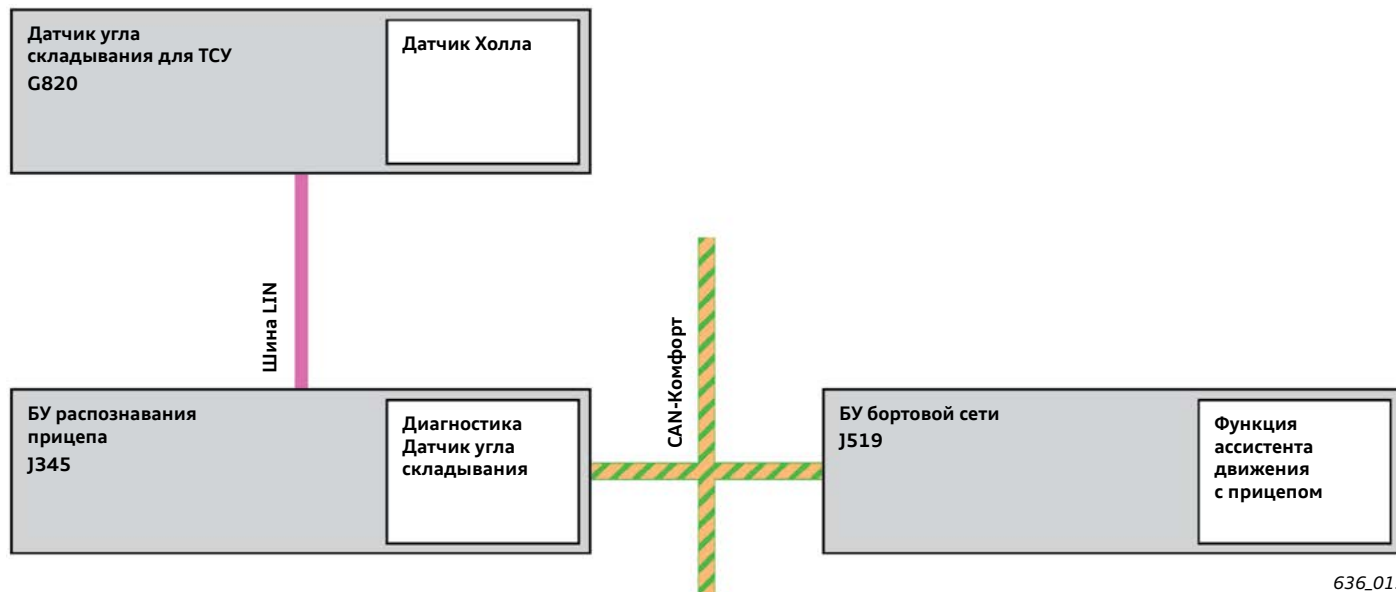 Датчик угла
складывания для ТСУ
G820
Датчик Холла
Шина LIN
CAN-Комфорт
БУ распознавания
прицепа
J345
Диагностика
Датчик угла
складывания
БУ бортовой сети
J519
Функция
ассистента
движения
с прицепом